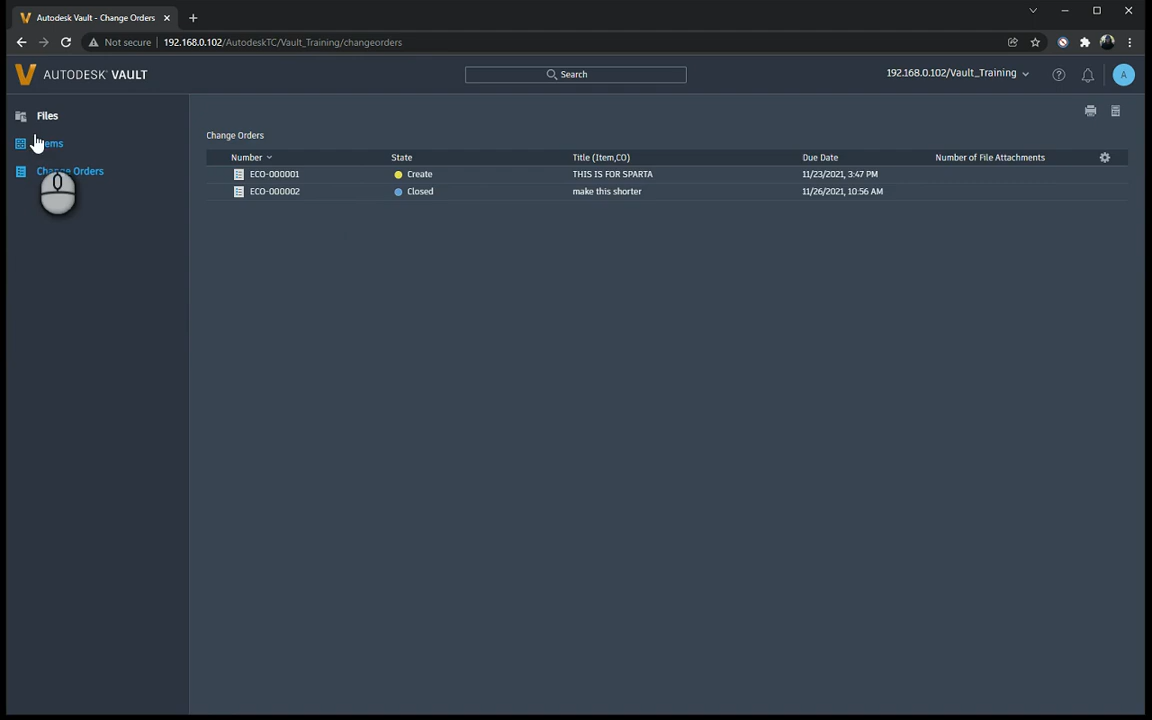 Autodesk Vault - Change Orders
Not secure
192.168.0.102/AutodeskTC/Vault_Training/changeorders
AUTODESK® VAULT
Search
192.168.0.102/Vault_Training
A
Files
Change Orders
Change Orders
Number State Title (Item,CO) Due Date Number of File Attachments
ECO-000001 Create THIS IS FOR SPARTA 11/23/2021, 3:47 PM
ECO-000002 Closed make this shorter 11/26/2021, 10:56 AM